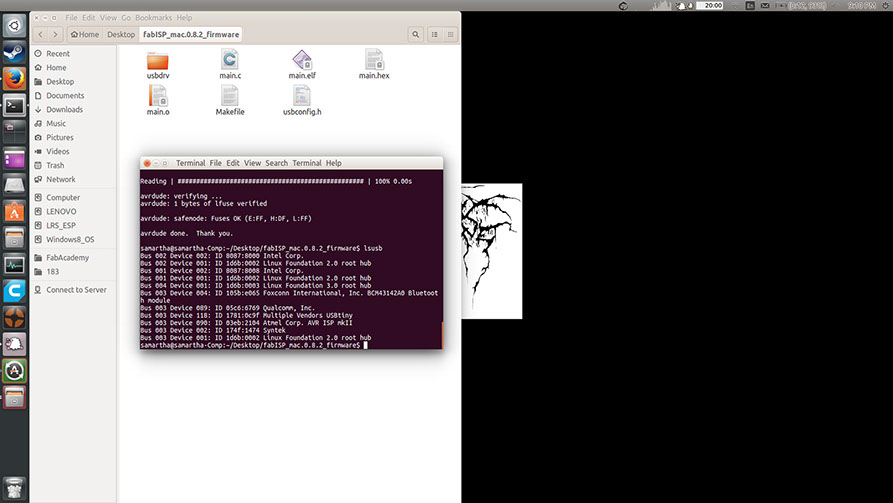 File Edit View Go Bookmarks Help
20:00
En
9:10 PM
Home Desktop fabISP_mac.0.8.2_firmware
Recent
Home
Desktop
Documents
Downloads
Music
Pictures
Videos
Trash
Network
Computer
LENOVO
LRS_ESP
Windows8_OS
FabAcademy
183
Connect to Server
usbdrv
main.c
main.elf
main.hex
main.o
Makefile
usbconfig.h
Terminal File Edit View Search Terminal Help
Reading | ################################################## | 100% 0.00s
avrdude: verifying ...
avrdude: 1 bytes of lfuse verified
avrdude: safemode: Fuses OK (E:FF, H:DF, L:FF)
avrdude done.  Thank you.
samartha@samartha-Comp:~/Desktop/fabISP_mac.0.8.2_firmware$ lsusb
Bus 002 Device 002: ID 8087:8000 Intel Corp.
Bus 002 Device 001: ID 1d6b:0002 Linux Foundation 2.0 root hub
Bus 001 Device 002: ID 8087:8008 Intel Corp.
Bus 001 Device 001: ID 1d6b:0002 Linux Foundation 2.0 root hub
Bus 004 Device 001: ID 1d6b:0003 Linux Foundation 3.0 root hub
Bus 003 Device 004: ID 105b:e065 Foxconn International, Inc. BCM43142A0 Bluetoot
h module
Bus 003 Device 089: ID 05c6:6769 Qualcomm, Inc.
Bus 003 Device 118: ID 1781:0c9f Multiple Vendors USBtiny
Bus 003 Device 090: ID 03eb:2104 Atmel Corp. AVR ISP mkII
Bus 003 Device 002: ID 174f:1474 Syntek
Bus 003 Device 001: ID 1d6b:0002 Linux Foundation 2.0 root hub
samartha@samartha-Comp:~/Desktop/fabISP_mac.0.8.2_firmware$